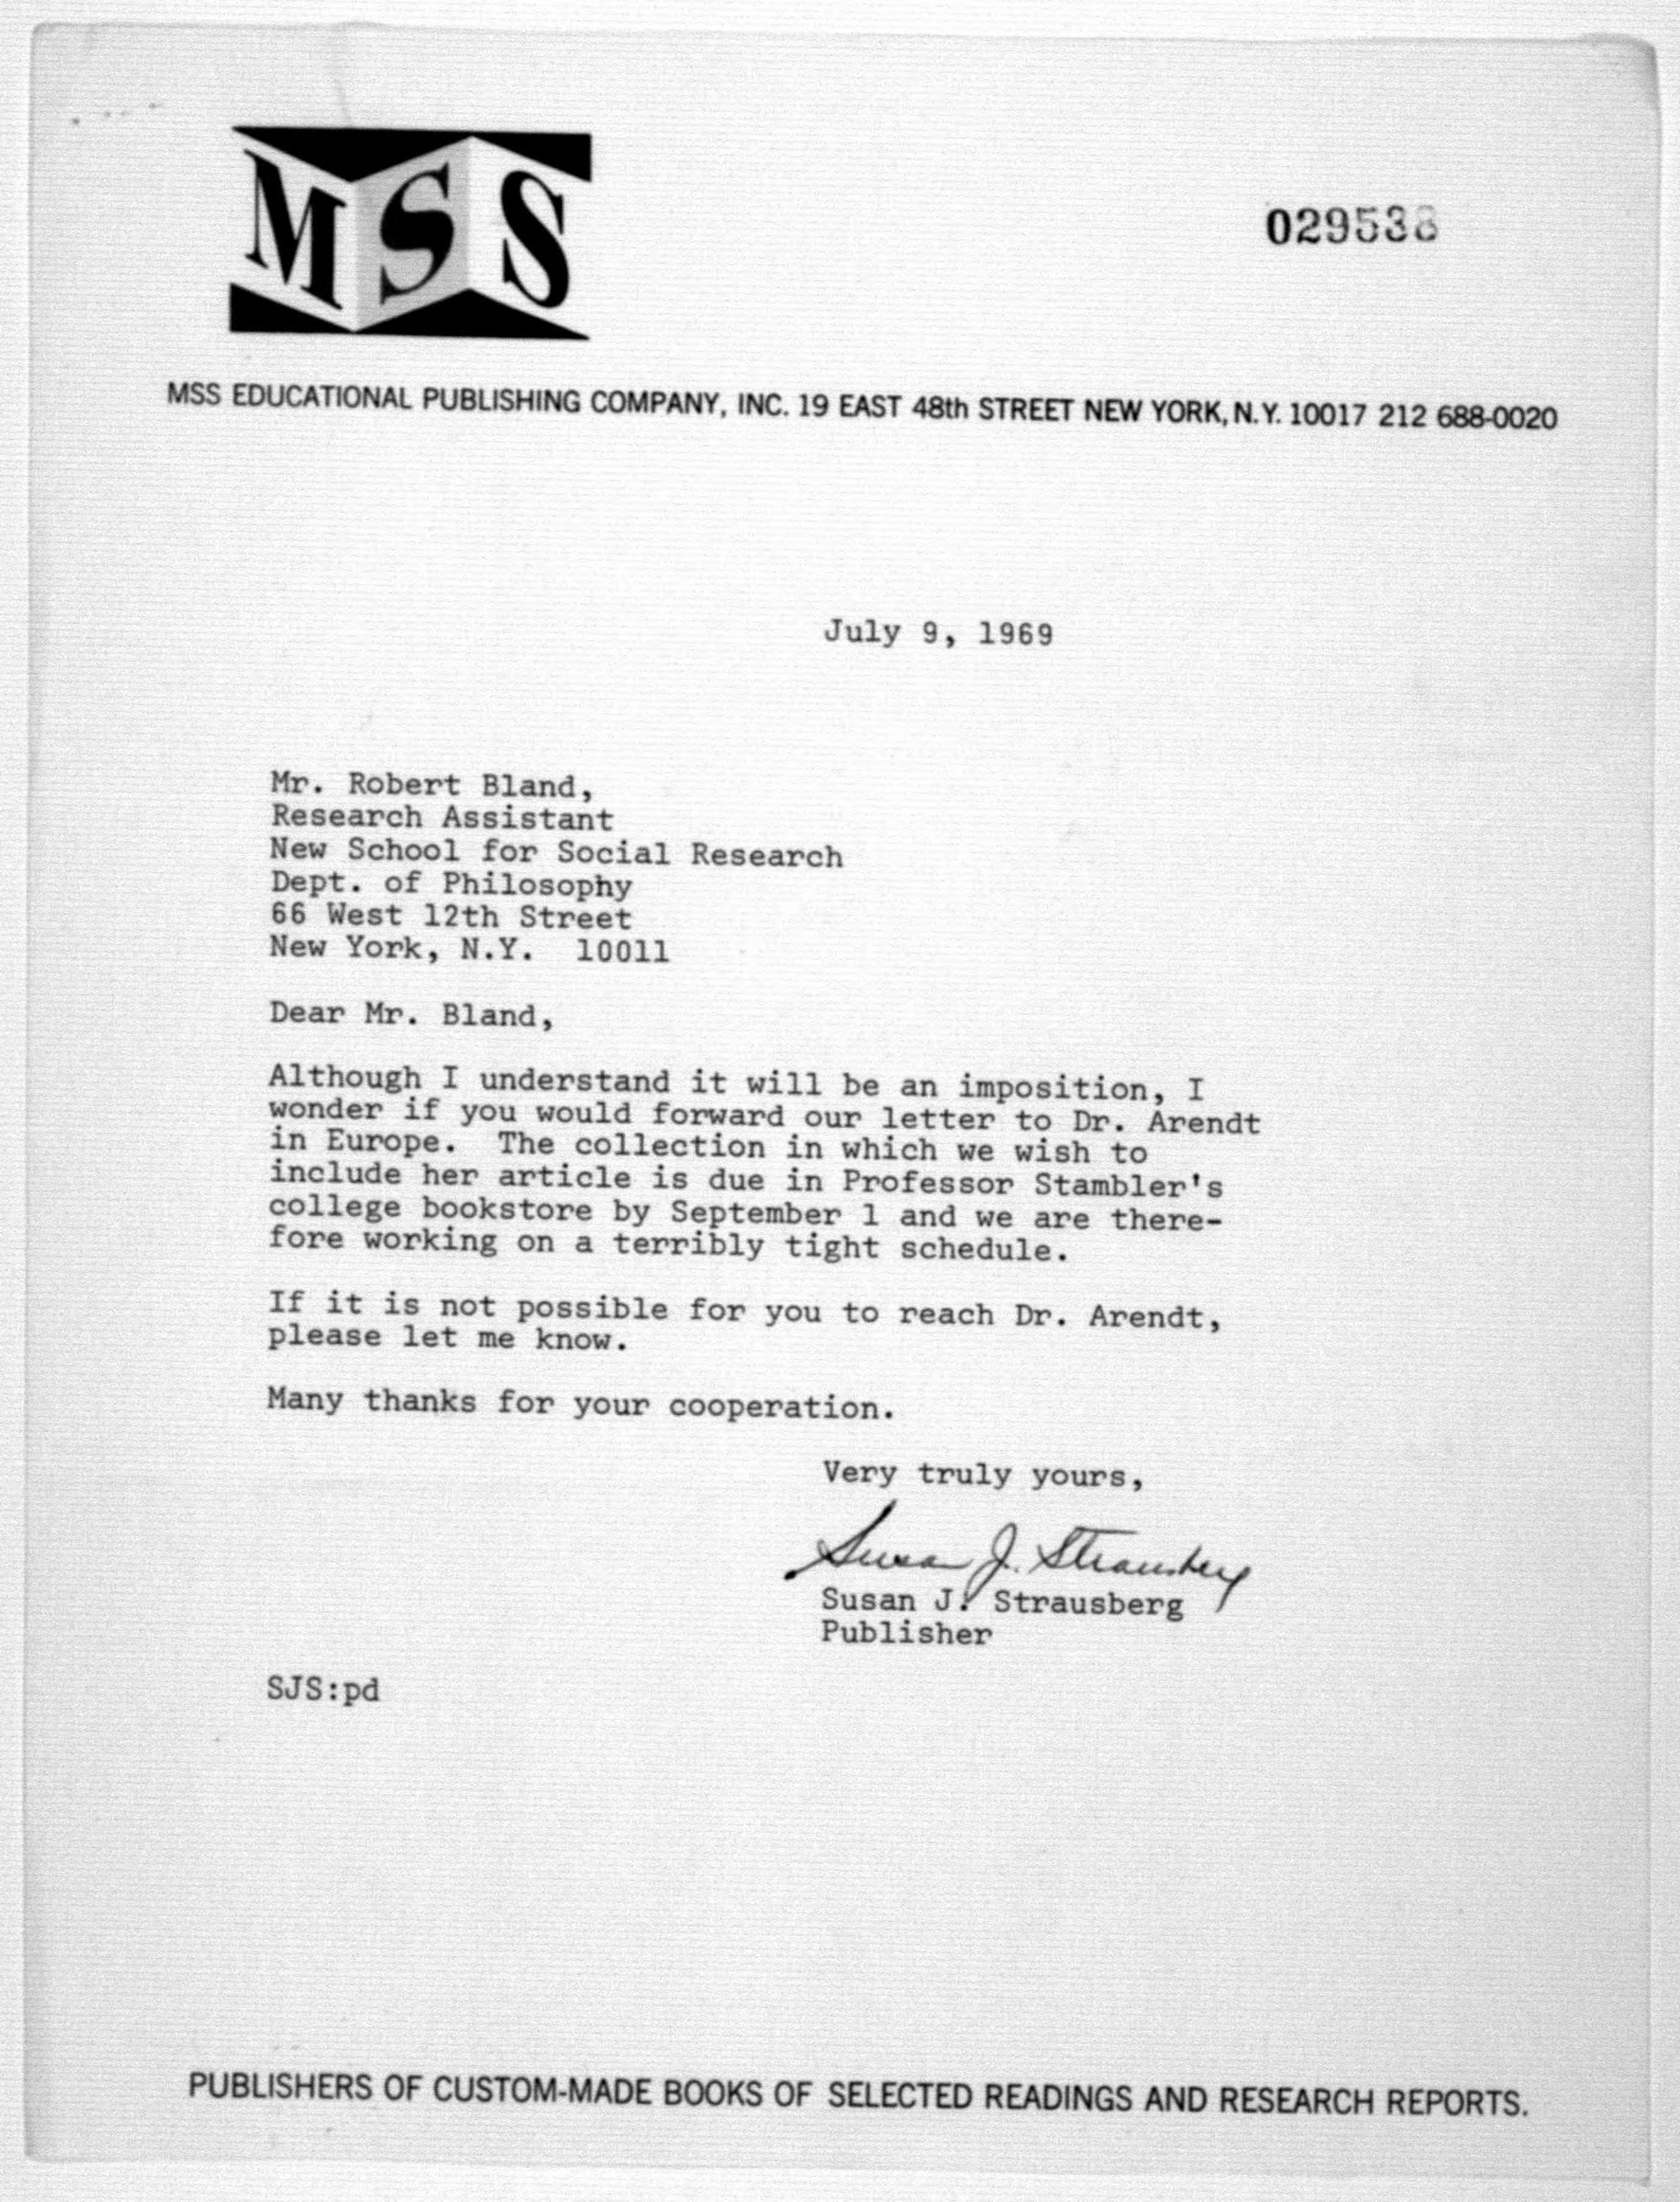 MSS
029538
MSS EDUCATIONAL PUBLISHING COMPANY, INC. 19 EAST 48th STREET NEW YORK, N.Y. 10017 212 688-0020
July 9, 1969
Mr. Robert Bland,
Research Assistant
New School for Social Research
Dept. of Philosophy
66 West 12th Street
New York, N.Y. 10011
Dear Mr. Bland,
Although I understand it will be an imposition, I
wonder if you would forward our letter to Dr. Arendt
in Europe. The collection in which we wish to
include her article is due in Professor Stambler's
college bookstore by September 1 and we are there-
fore working on a terribly tight schedule.
If it is not possible for you to reach Dr. Arendt,
please let me know.
Many thanks for your cooperation.
Very truly yours,
Susan J. Strausberg
Susan J. Strausberg
Publisher
SJS:pd
PUBLISHERS OF CUSTOM-MADE BOOKS OF SELECTED READINGS AND RESEARCH REPORTS.